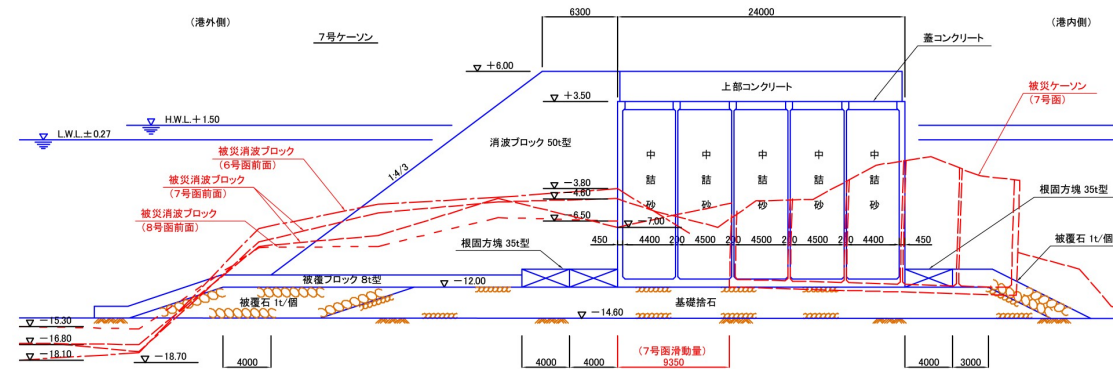 6300
24000
(港外側)
(港内側)
7号ケーソン
蓋コンクリート
+6.00
上部コンクリート
+3.50
被災ケーソン
(7号函)
H.W.L.+1.50
L.W.L.±0.27
消波ブロック 50t型
被災消波ブロック
(6号函前面)
1:4/3
中詰砂
中詰砂
中詰砂
中詰砂
中詰砂
被災消波ブロック
(7号函前面)
-3.80
-4.60
根固方塊 35t型
被災消波ブロック
(8号函前面)
-6.50
-7.00
根固方塊 35t型
450
4400
200
4500
200
4500
200
4500
200
4400
450
被覆石 1t/個
被覆ブロック 8t型
-12.00
被覆石 1t/個
基礎捨石
-14.60
-15.30
-16.80
-18.10
-18.70
4000
4000
4000
(7号函滑動量)
9350
4000
3000